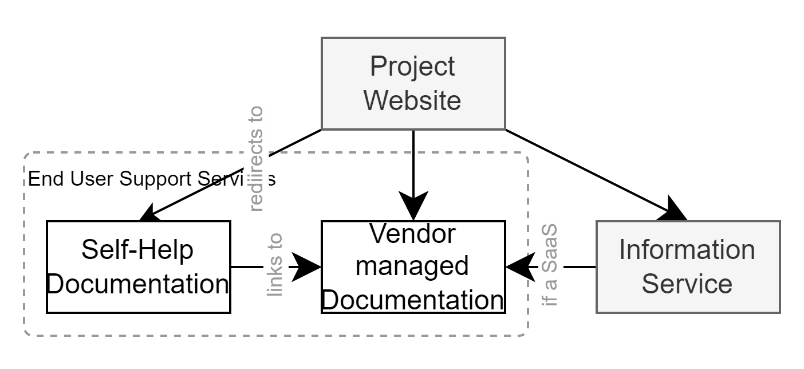 Project
Website
rediirects to
End User Support Servi s
Self-Help
Documentation
links to
Vendor
managed
Documentation
if a SaaS
Information
Service